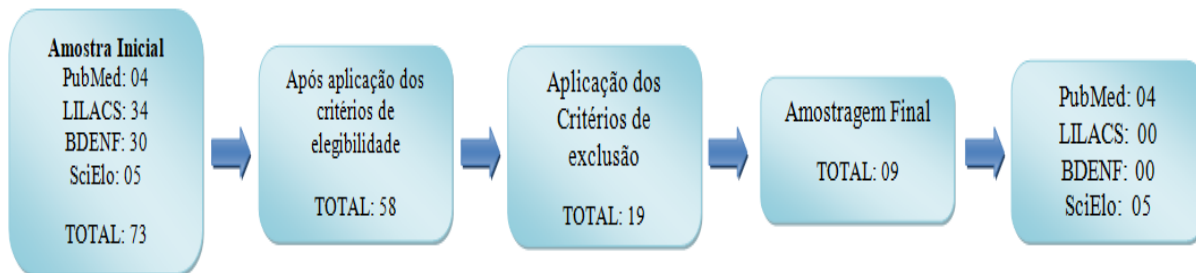 Amostra Inicial
PubMed: 04
LILACS: 34
BDENF: 30
SciElo: 05
TOTAL: 73
Após aplicação dos
critérios de
elegibilidade
TOTAL: 58
Aplicação dos
Critérios de
exclusão
TOTAL: 19
Amostragem Final
TOTAL: 09
PubMed: 04
LILACS: 00
BDENF: 00
SciElo: 05